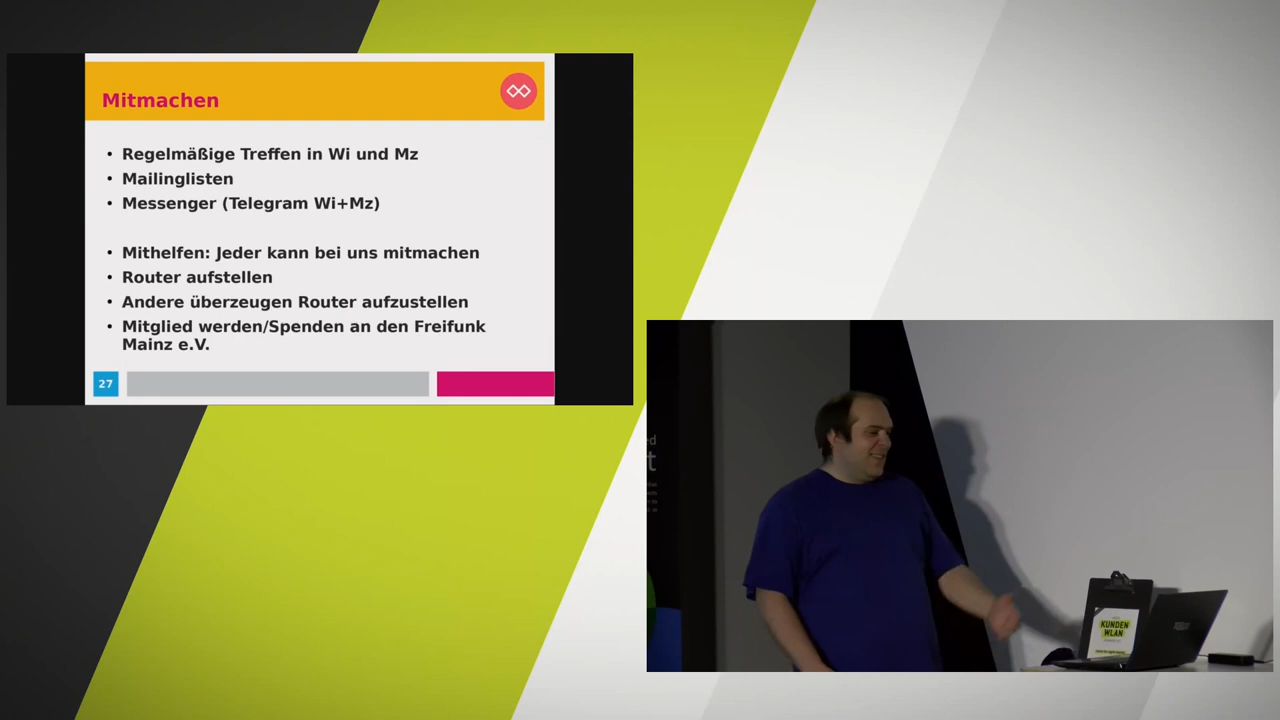 Mitmachen
• Regelmäßige Treffen in Wi und Mz
• Mailinglisten
• Messenger (Telegram Wi+Mz)
• Mithelfen: Jeder kann bei uns mitmachen
• Router aufstellen
• Andere überzeugen Router aufzustellen
• Mitglied werden/Spenden an den Freifunk
Mainz e.V.
27
ed
t
KUNDEN
WLAN